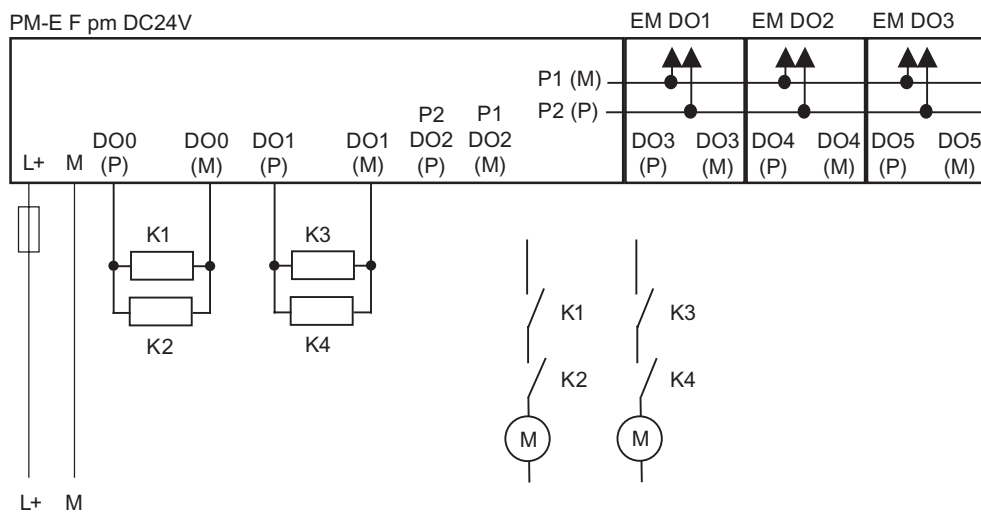 PM-E F pm DC24V
EM DO1
EM DO2
EM DO3
P1 (M)
P2 (P)
L+
M
DO0
(P)
DO0
(M)
DO1
(P)
DO1
(M)
P2
DO2
(P)
P1
DO2
(M)
DO3
(P)
DO3
(M)
DO4
(P)
DO4
(M)
DO5
(P)
DO5
(M)
K1
K2
K3
K4
K1
K2
M
K3
K4
M
L+
M